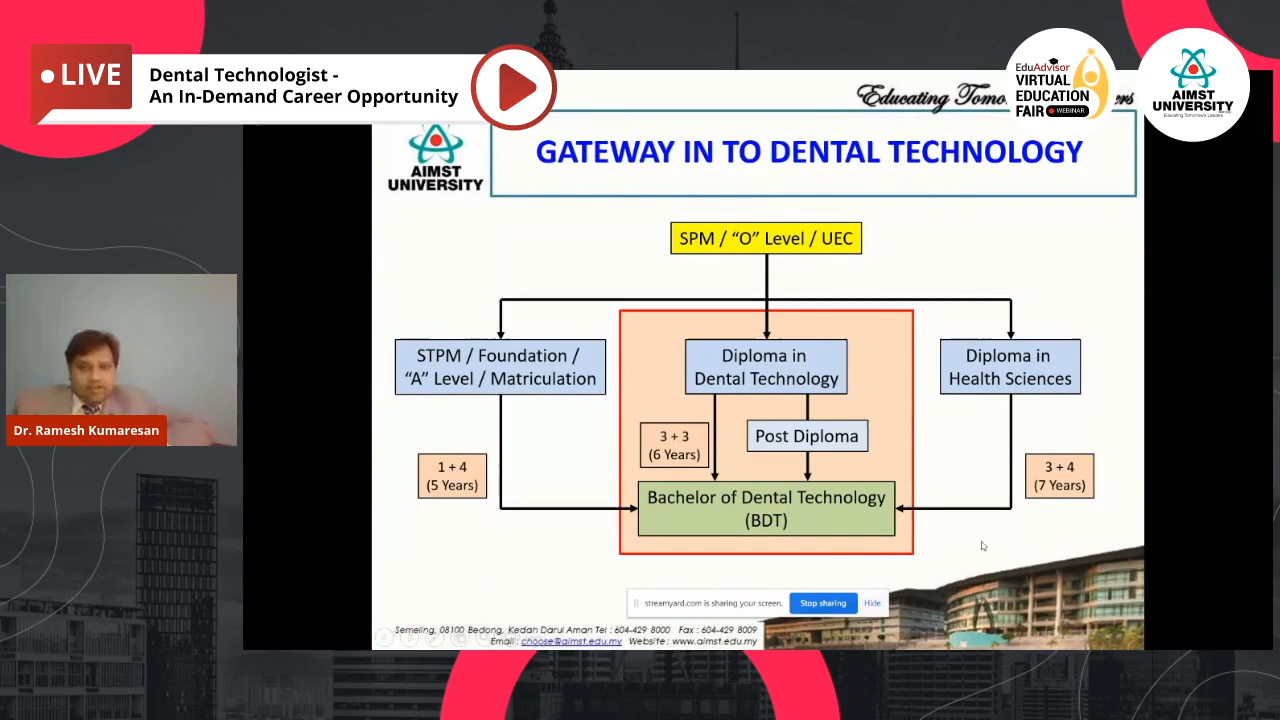 LIVE
Dental Technologist -
An In-Demand Career Opportunity
Educating
EduAdvisor
VIRTUAL
EDUCATION
FAIR
WEBINAR
AIMST
UNIVERSITY
Educating Tomorrow's Leaders
AIMST
UNIVERSITY
GATEWAY IN TO DENTAL TECHNOLOGY
SPM / “O” Level / UEC
STPM / Foundation /
“A” Level / Matriculation
Diploma in
Dental Technology
Diploma in
Health Sciences
3 + 3
(6 Years)
Post Diploma
1 + 4
(5 Years)
3 + 4
(7 Years)
Bachelor of Dental Technology
(BDT)
Dr. Ramesh Kumaresan
streamyard.com is sharing your screen.
Stop sharing
Hide
Semeling, 08100 Bedong, Kedah Darul Aman Tel : 604-429 8000 Fax : 604-429 8009
Email : choose@aimst.edu.my Website : www.aimst.edu.my